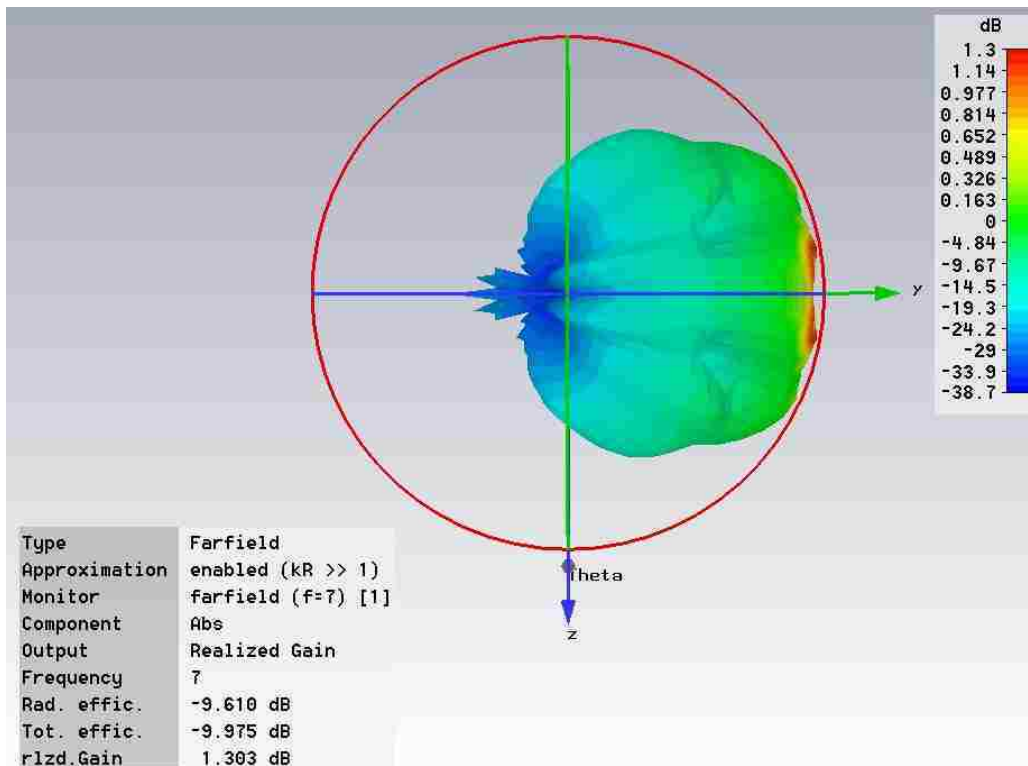 dB
1.3
1.14
0.977
0.814
0.652
0.489
0.326
0.163
0
-4.84
-9.67
-14.5
-19.3
-24.2
-29
-33.9
-38.7
y
Theta
z
Type Farfield
Approximation enabled (kR >> 1)
Monitor farfield (f=7) [1]
Component Abs
Output Realized Gain
Frequency 7
Rad. effic. -9.610 dB
Tot. effic. -9.975 dB
rlzd.Gain 1.303 dB